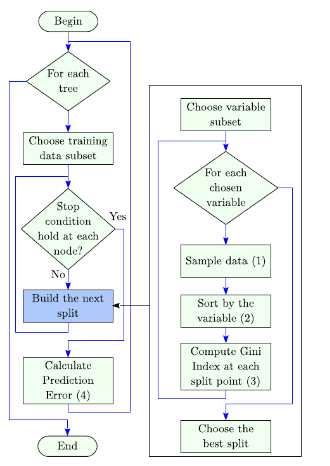 Begin
For each
tree
Choose training
data subset
Stop
condition
hold at each
node?
Yes
No
Build the next
split
Calculate
Prediction
Error (4)
End
Choose variable
subset
For each
chosen
variable
Sample data (1)
Sort by the
variable (2)
Compute Gini
Index at each
split point (3)
Choose the
best split